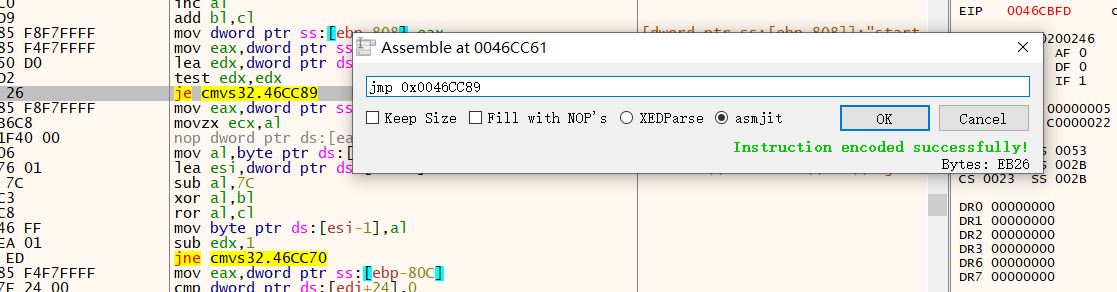 inc al
D9 add bl,cl EIP 0046CBFD
85 F8F7FFFF mov dword ptr ss:[ebp-808],eax [dword ptr ss:[ebp-808]]:"start
85 F4F7FFFF mov eax,dword ptr ss:
50 D0 lea edx,dword ptr ds:
D2 test edx,edx
26 je cmvs32.46CC89
85 F8F7FFFF mov eax,dword ptr ss:
36C8 movzx ecx,al
1F40 00 nop dword ptr ds:[ea
06 mov al,byte ptr ds:[
76 01 lea esi,dword ptr ds
7C sub al,7C
C3 xor al,bl
C8 ror al,cl
46 FF mov byte ptr ds:[esi-1],al
EA 01 sub edx,1
ED jne cmvs32.46CC70
85 F4F7FFFF mov eax,dword ptr ss:[ebp-80C]
7F 24 00 cmp dword ptr ds:[edi+24],0
Assemble at 0046CC61
jmp 0x0046CC89
Keep Size Fill with NOP's XEDParse asmjit OK Cancel
Instruction encoded successfully!
Bytes: EB26
00200246
AF 0
DF 0
IF 1
00000005
C0000022
SS 0053
SS 002B
CS 0023 SS 002B
DR0 00000000
DR1 00000000
DR2 00000000
DR3 00000000
DR6 00000000
DR7 00000000